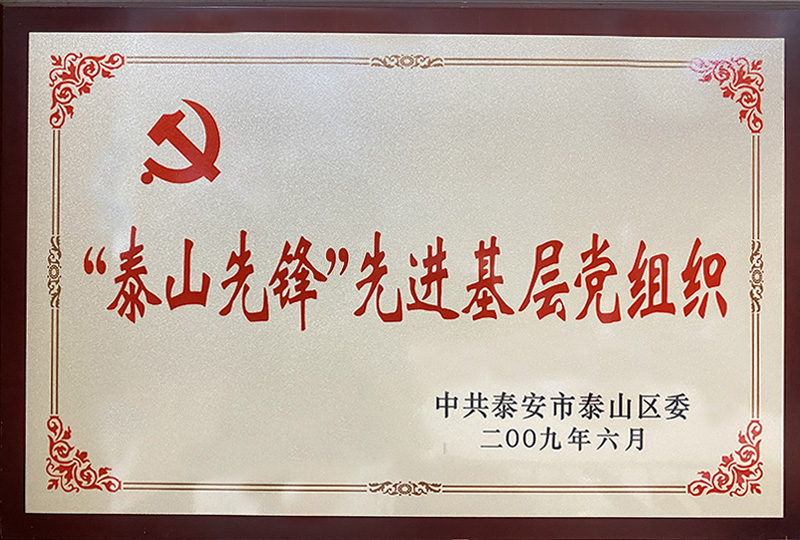 “泰山先锋”先进基层党组织
中共泰安市泰山区委
二00九年六月